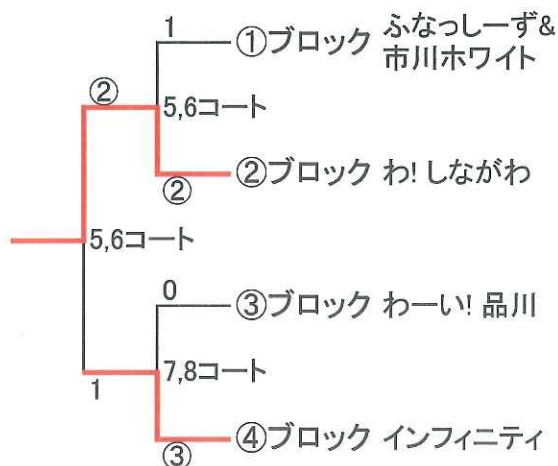 1
①ブロック ふなっしーず&
市川ホワイト
②
5,6コート
②ブロック わ! しながわ
②
5,6コート
0
③ブロック わーい! 品川
7,8コート
1
④ブロック インフィニティ
③